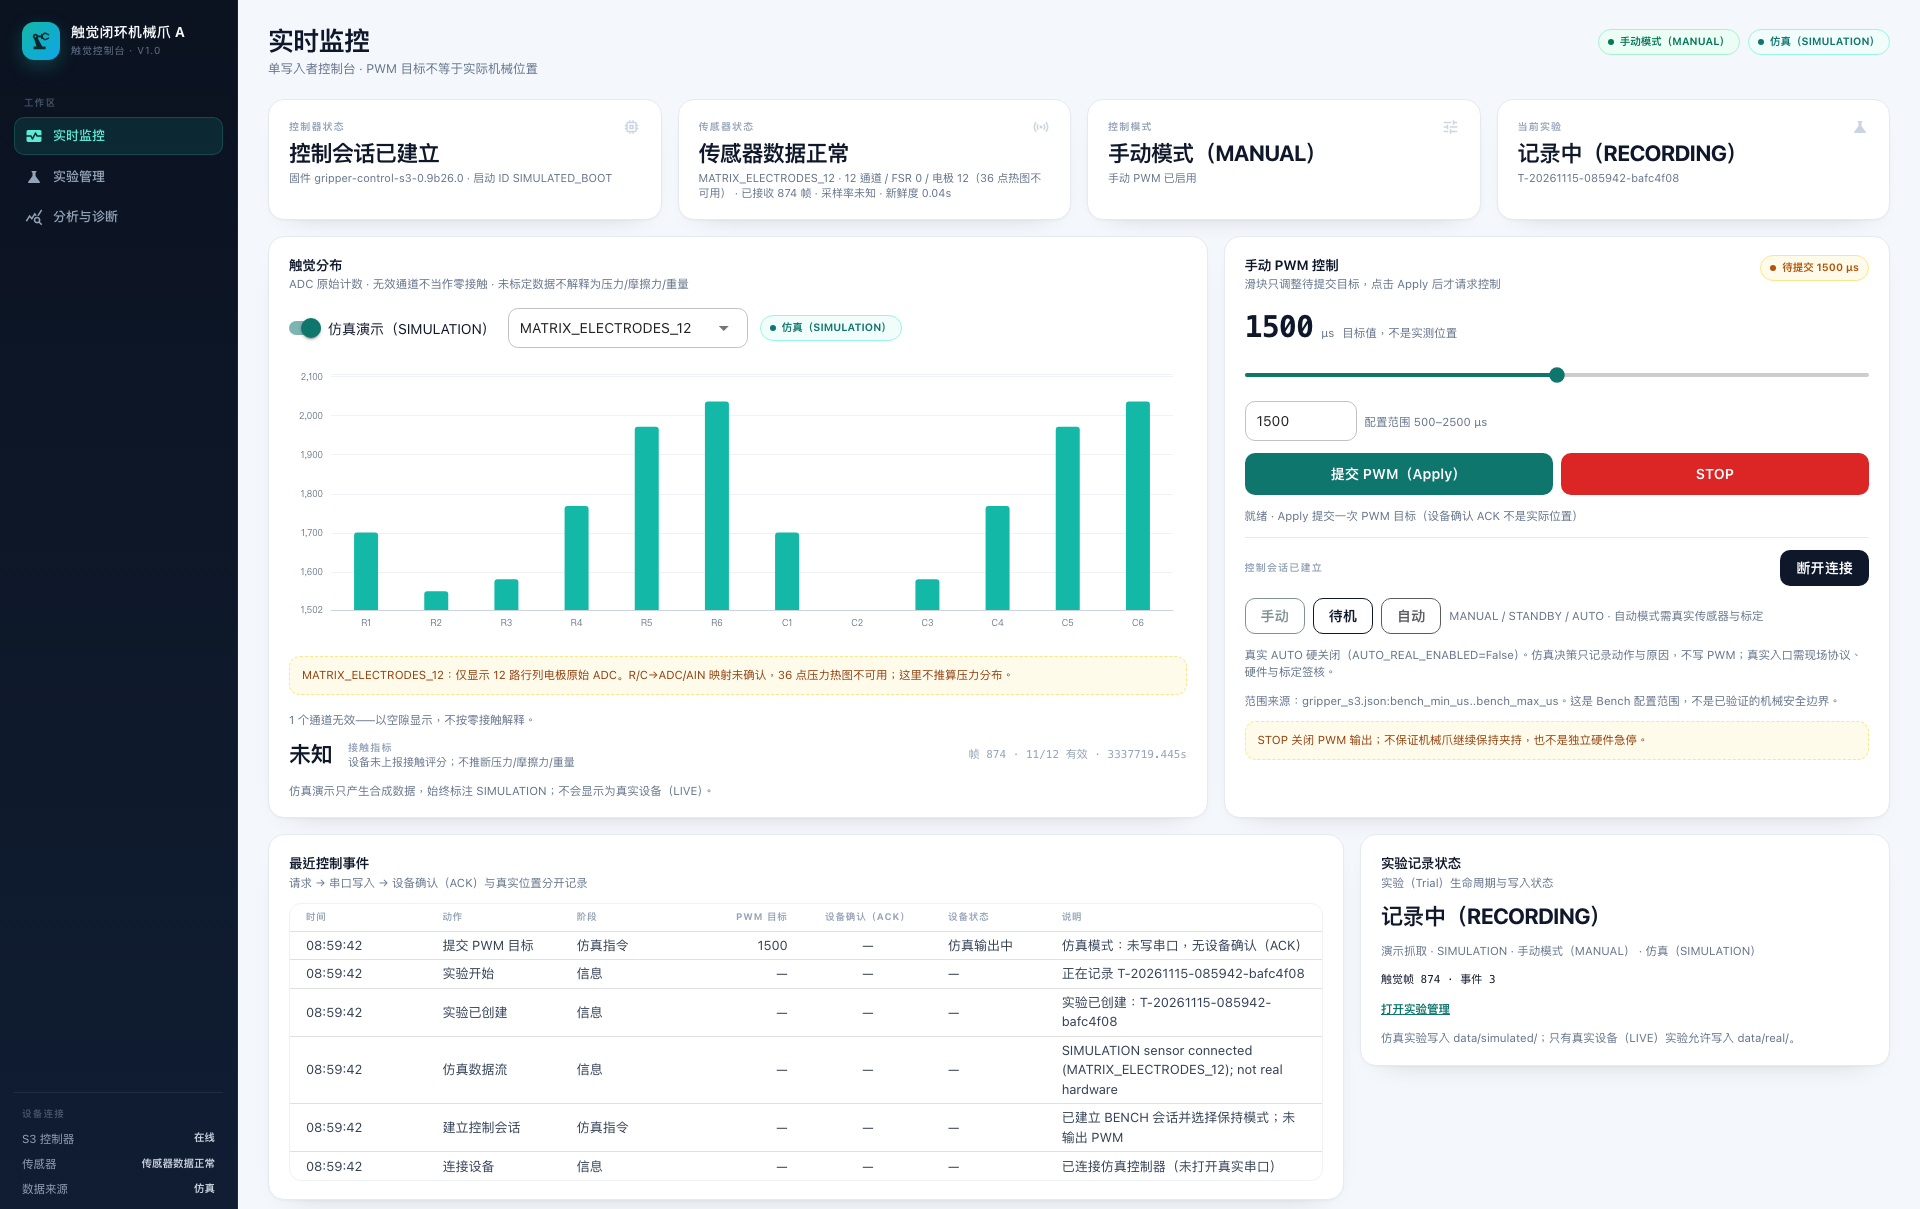 触觉闭环机械爪 A
触觉控制台 · V1.0
工作区
实时监控
实验管理
分析与诊断
设备连接
S3 控制器 在线
传感器 传感器数据正常
数据来源 仿真
实时监控
单写入者控制台 · PWM 目标不等于实际机械位置
手动模式（MANUAL）
仿真（SIMULATION）
控制器状态
控制会话已建立
固件 gripper-control-s3-0.9b26.0 · 启动 ID SIMULATED_BOOT
传感器状态
传感器数据正常
MATRIX_ELECTRODES_12 · 12 通道 / FSR 0 / 电极 12（36 点热图不
可用） · 已接收 874 帧 · 采样率未知 · 新鲜度 0.04s
控制模式
手动模式（MANUAL）
手动 PWM 已启用
当前实验
记录中（RECORDING）
T-20261115-085942-bafc4f08
触觉分布
ADC 原始计数 · 无效通道不当作零接触 · 未标定数据不解释为压力/摩擦力/重量
仿真演示（SIMULATION）
MATRIX_ELECTRODES_12
仿真（SIMULATION）
2,100
2,000
1,900
1,800
1,700
1,600
1,502
R1 R2 R3 R4 R5 R6 C1 C2 C3 C4 C5 C6
MATRIX_ELECTRODES_12：仅显示 12 路行列电极原始 ADC。R/C→ADC/AIN 映射未确认，36 点压力热图不可用；这里不推算压力分布。
1 个通道无效——以空隙显示，不按零接触解释。
未知
接触指标
设备未上报接触评分；不推断压力/摩擦力/重量
帧 874 · 11/12 有效 · 3337719.445s
仿真演示只产生合成数据，始终标注 SIMULATION；不会显示为真实设备（LIVE）。
手动 PWM 控制
滑块只调整待提交目标，点击 Apply 后才请求控制
待提交 1500 µs
1500 µs 目标值，不是实测位置
1500
配置范围 500–2500 µs
提交 PWM（Apply）
STOP
就绪 · Apply 提交一次 PWM 目标（设备确认 ACK 不是实际位置）
控制会话已建立
断开连接
手动
待机
自动
MANUAL / STANDBY / AUTO · 自动模式需真实传感器与标定
真实 AUTO 硬关闭（AUTO_REAL_ENABLED=False）。仿真决策只记录动作与原因，不写 PWM；真实入口需现场协议、
硬件与标定签核。
范围来源：gripper_s3.json:bench_min_us..bench_max_us。这是 Bench 配置范围，不是已验证的机械安全边界。
STOP 关闭 PWM 输出；不保证机械爪继续保持夹持，也不是独立硬件急停。
最近控制事件
请求 → 串口写入 → 设备确认（ACK）与真实位置分开记录
时间 动作 阶段 PWM 目标 设备确认（ACK） 设备状态 说明
08:59:42 提交 PWM 目标 仿真指令 1500 — 仿真输出中 仿真模式：未写串口，无设备确认（ACK）
08:59:42 实验开始 信息 — — — 正在记录 T-20261115-085942-bafc4f08
08:59:42 实验已创建 信息 — — — 实验已创建：T-20261115-085942-
bafc4f08
08:59:42 仿真数据流 信息 — — — SIMULATION sensor connected
(MATRIX_ELECTRODES_12); not real
hardware
08:59:42 建立控制会话 仿真指令 — — — 已建立 BENCH 会话并选择保持模式；未
输出 PWM
08:59:42 连接设备 信息 — — — 已连接仿真控制器（未打开真实串口）
实验记录状态
实验（Trial）生命周期与写入状态
记录中（RECORDING）
演示抓取 · SIMULATION · 手动模式（MANUAL） · 仿真（SIMULATION）
触觉帧 874 · 事件 3
打开实验管理
仿真实验写入 data/simulated/；只有真实设备（LIVE）实验允许写入 data/real/。